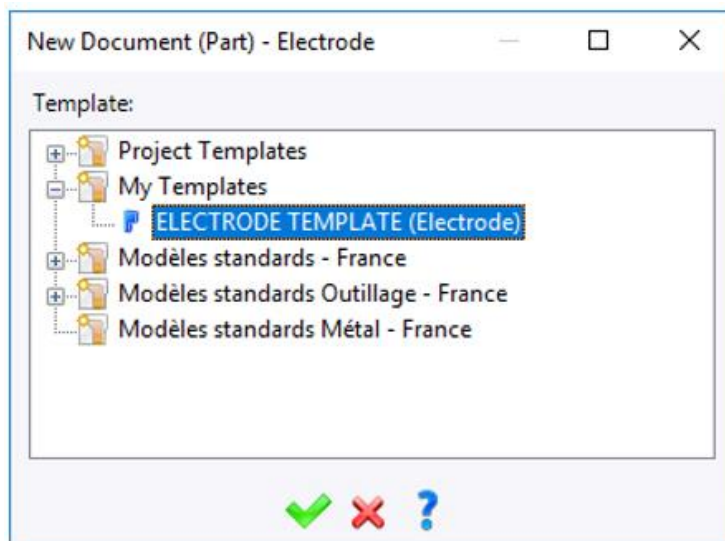 New Document (Part) - Electrode
Template:
Project Templates
My Templates
ELECTRODE TEMPLATE (Electrode)
Modèles standards - France
Modèles standards Outillage - France
Modèles standards Métal - France